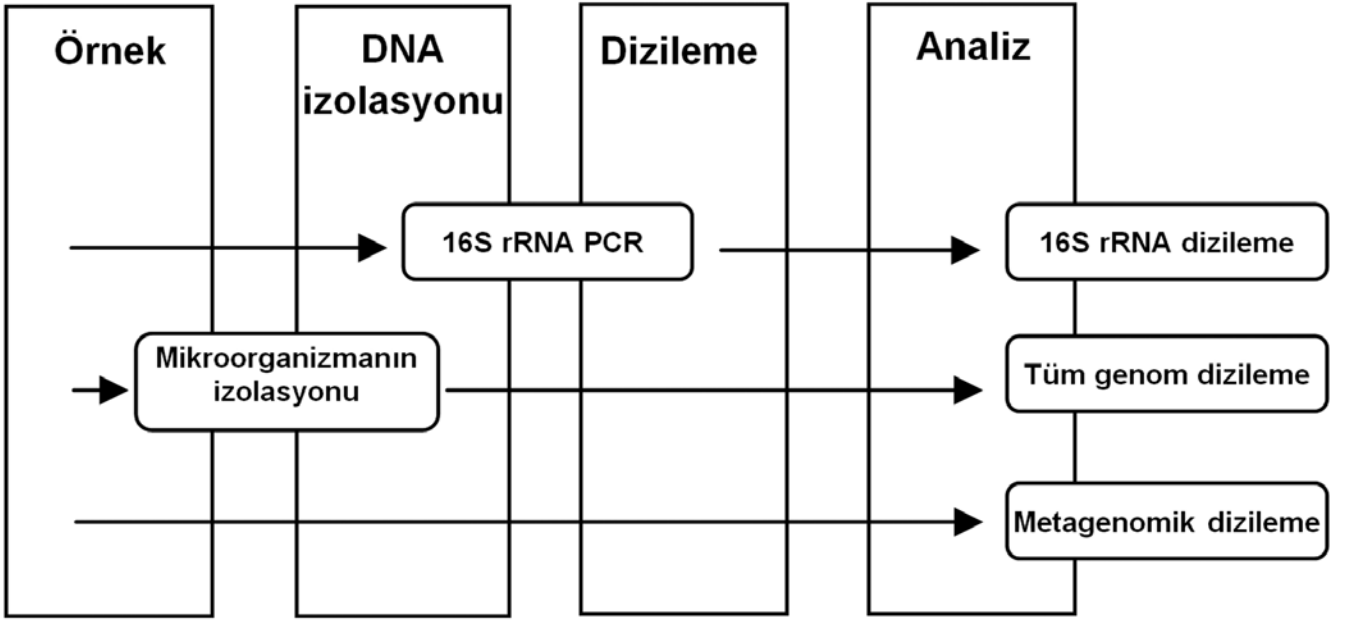 Örnek
DNA
izolasyonu
Dizileme
Analiz
16S rRNA PCR
16S rRNA dizileme
Mikroorganizmanın
izolasyonu
Tüm genom dizileme
Metagenomik dizileme